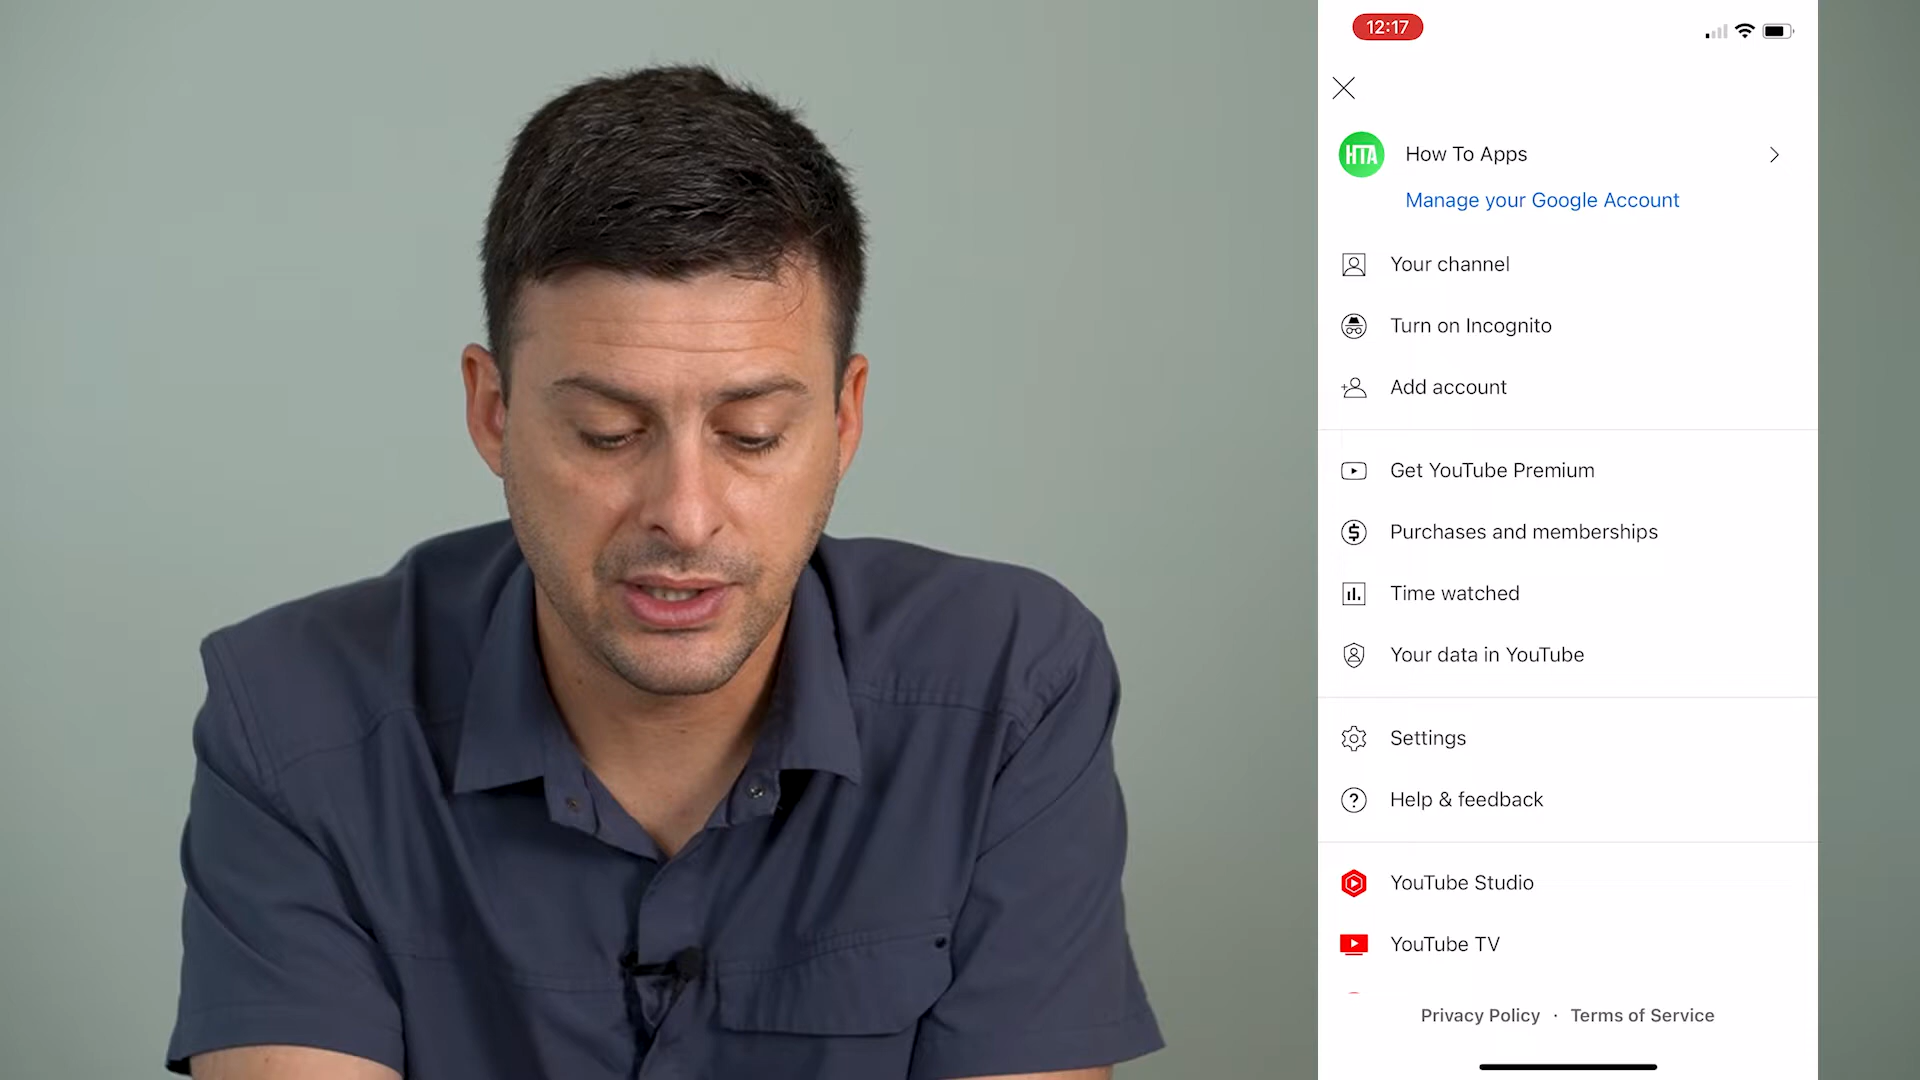 12:17
HTA
How To Apps
Manage your Google Account
Your channel
Turn on Incognito
Add account
Get YouTube Premium
Purchases and memberships
Time watched
Your data in YouTube
Settings
Help & feedback
YouTube Studio
YouTube TV
Privacy Policy · Terms of Service